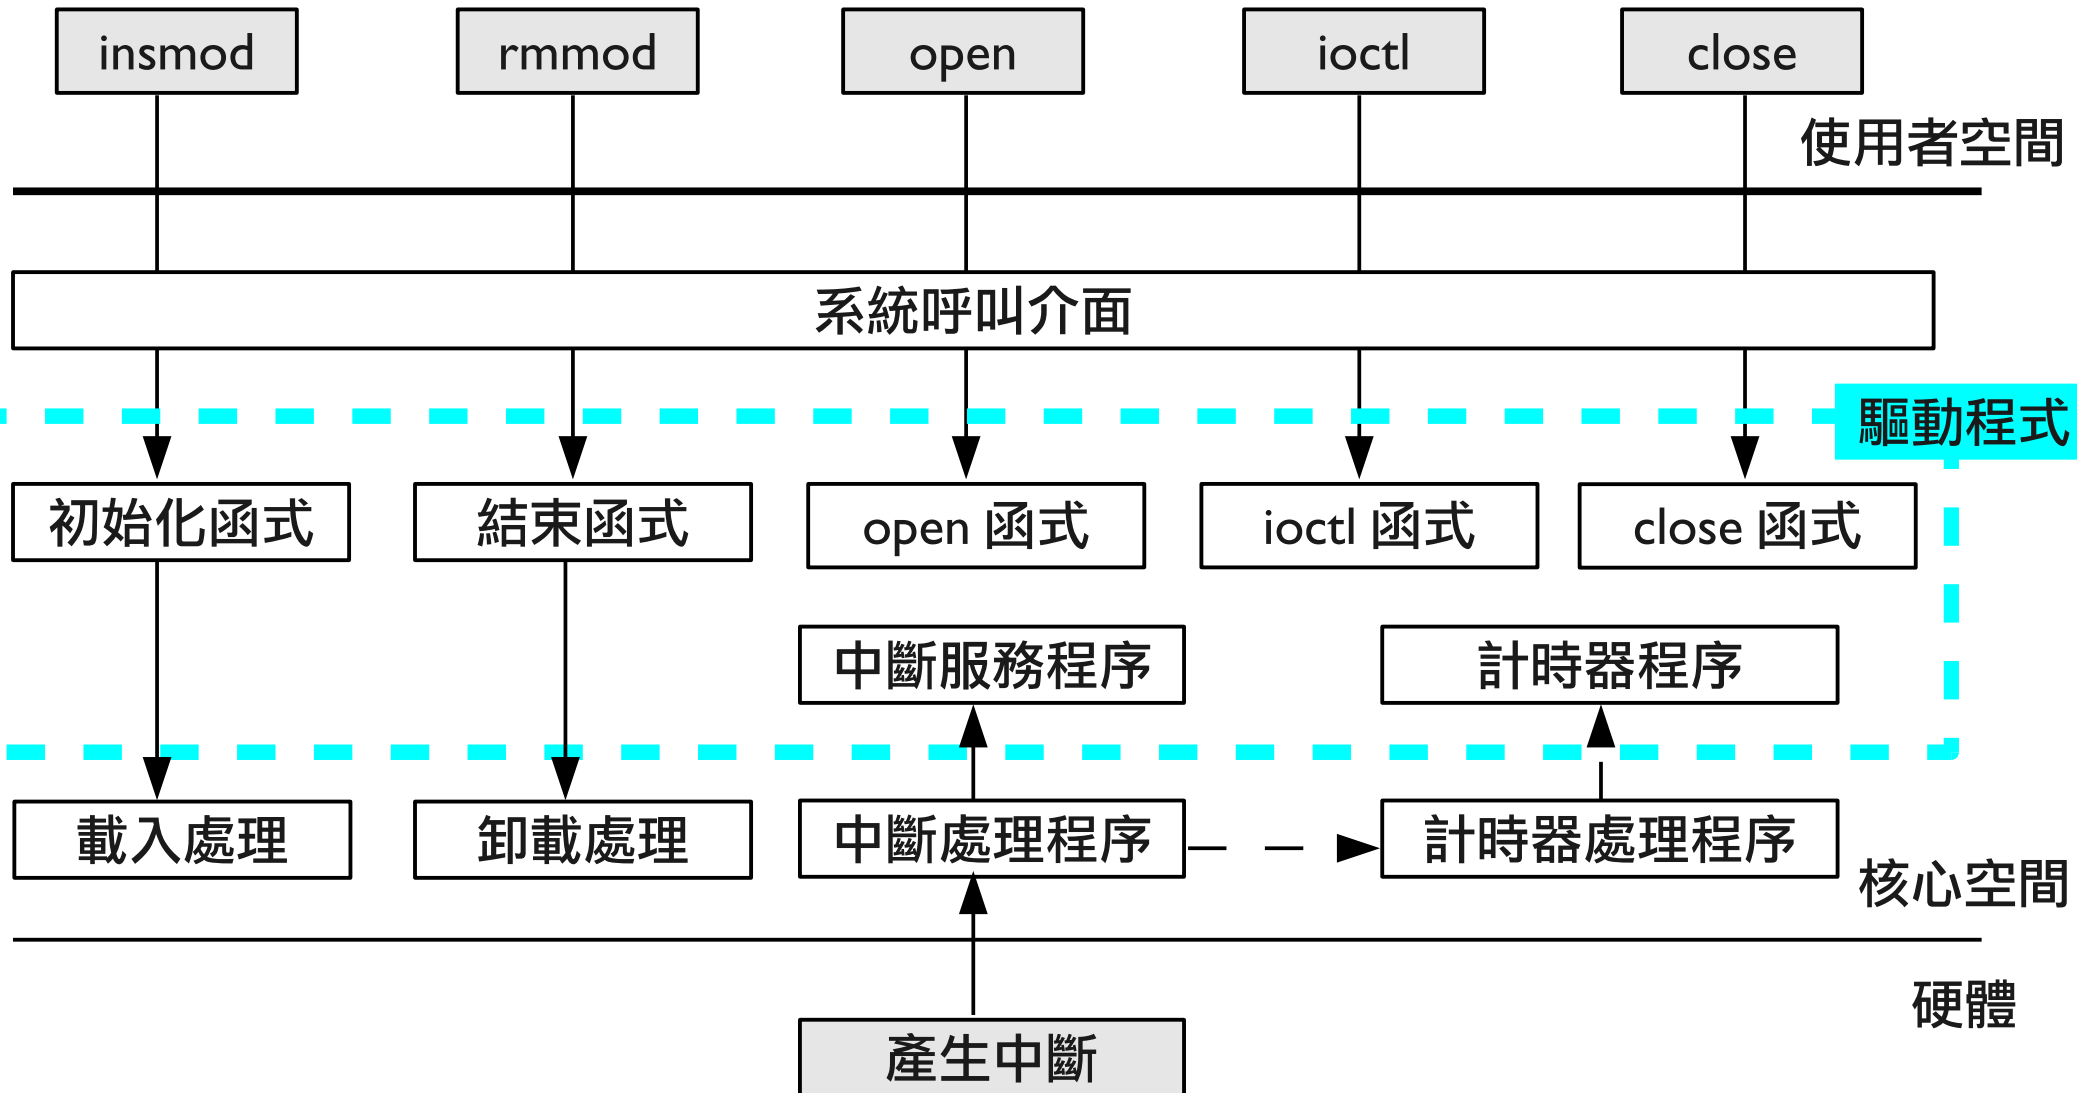 insmod
rmmod
open
ioctl
close
使用者空間
系統呼叫介面
驅動程式
初始化函式
結束函式
open 函式
ioctl 函式
close 函式
中斷服務程序
計時器程序
載入處理
卸載處理
中斷處理程序
計時器處理程序
核心空間
硬體
產生中斷